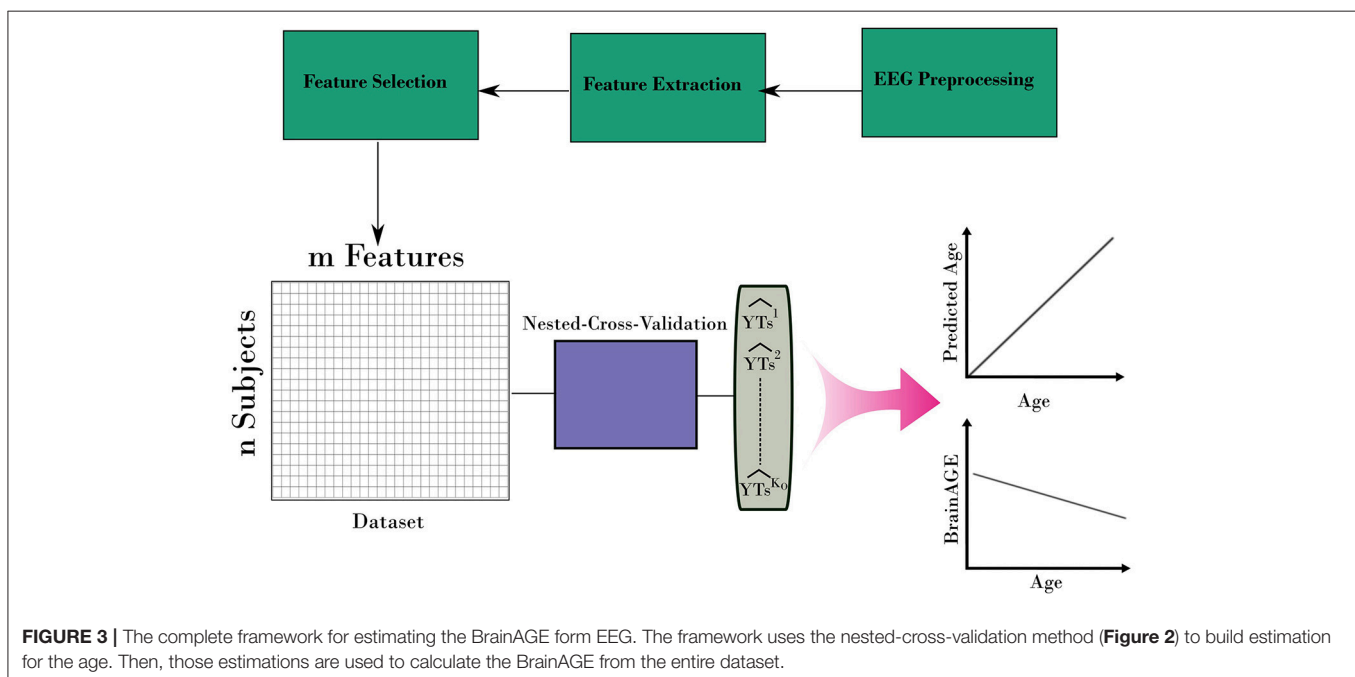 Feature Selection
Feature Extraction
EEG Preprocessing
m Features
n Subjects
Dataset
Nested-Cross-Validation
YTs^1
YTs^2
YTs^Ko
Predicted Age
Age
BrainAGE
Age
FIGURE 3 | The complete framework for estimating the BrainAGE form EEG. The framework uses the nested-cross-validation method (Figure 2) to build estimation
for the age. Then, those estimations are used to calculate the BrainAGE from the entire dataset.